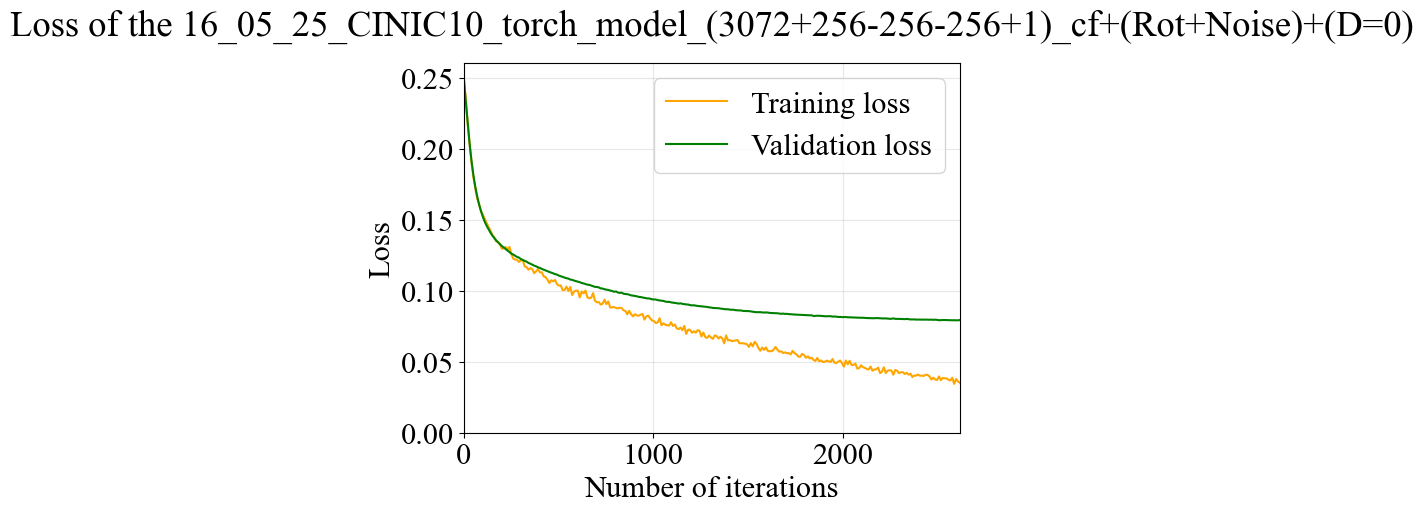 Loss of the 16_05_25_CINIC10_torch_model_(3072+256-256-256+1)_cf+(Rot+Noise)+(D=0)
0.25
0.20
0.15
0.10
0.05
0.00
Loss
Training loss
Validation loss
0
1000
2000
Number of iterations